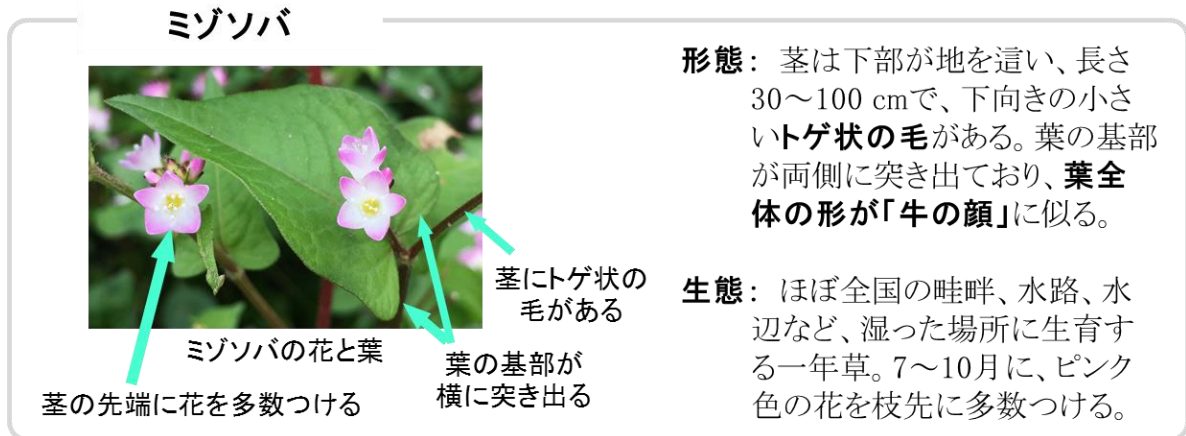 ミゾソバ
形態： 茎は下部が地を這い、長さ
30～100 cmで、下向きの小さ
いトゲ状の毛がある。葉の基部
が両側に突き出ており、葉全
体の形が「牛の顔」に似る。
茎にトゲ状の
毛がある
ミゾソバの花と葉
葉の基部が
横に突き出る
茎の先端に花を多数つける
生態： ほぼ全国の畦畔、水路、水
辺など、湿った場所に生育す
る一年草。7～10月に、ピンク
色の花を枝先に多数つける。